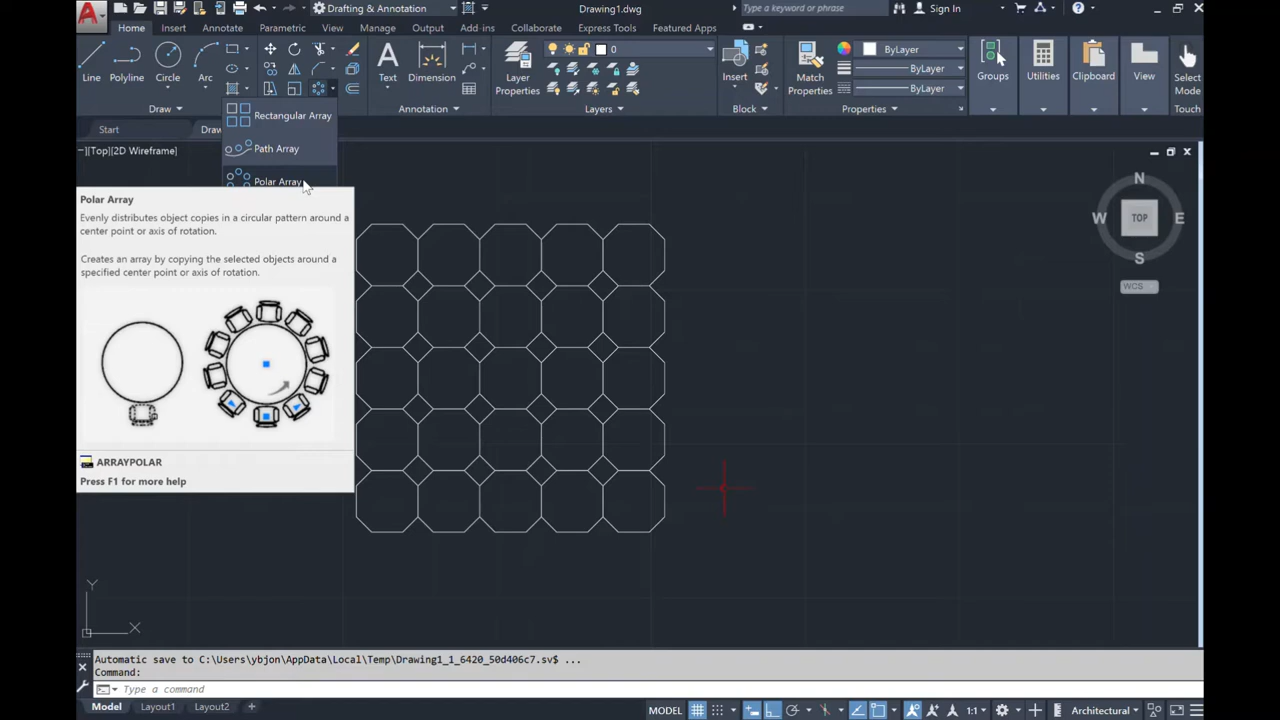 Drafting & Annotation
Drawing1.dwg
Type a keyword or phrase
Sign In
Home
Insert
Annotate
Parametric
View
Manage
Output
Add-ins
Collaborate
Express Tools
Featured Apps
0
ByLayer
ByLayer
ByLayer
Line
Polyline
Circle
Arc
Text
Dimension
Layer
Properties
Insert
Match
Properties
Groups
Utilities
Clipboard
View
Select
Mode
Draw
Annotation
Layers
Block
Properties
Touch
Start
Draw
Rectangular Array
Path Array
Polar Array
–][Top][2D Wireframe]
Polar Array
Evenly distributes object copies in a circular pattern around a
center point or axis of rotation.
Creates an array by copying the selected objects around a
specified center point or axis of rotation.
ARRAYPOLAR
Press F1 for more help
N
W
TOP
E
S
WCS
Y
X
Automatic save to C:\Users\ybjon\AppData\Local\Temp\Drawing1_1_6420_50d406c7.sv$ ...
Command:
Type a command
Model
Layout1
Layout2
+
MODEL
1:1
Architectural